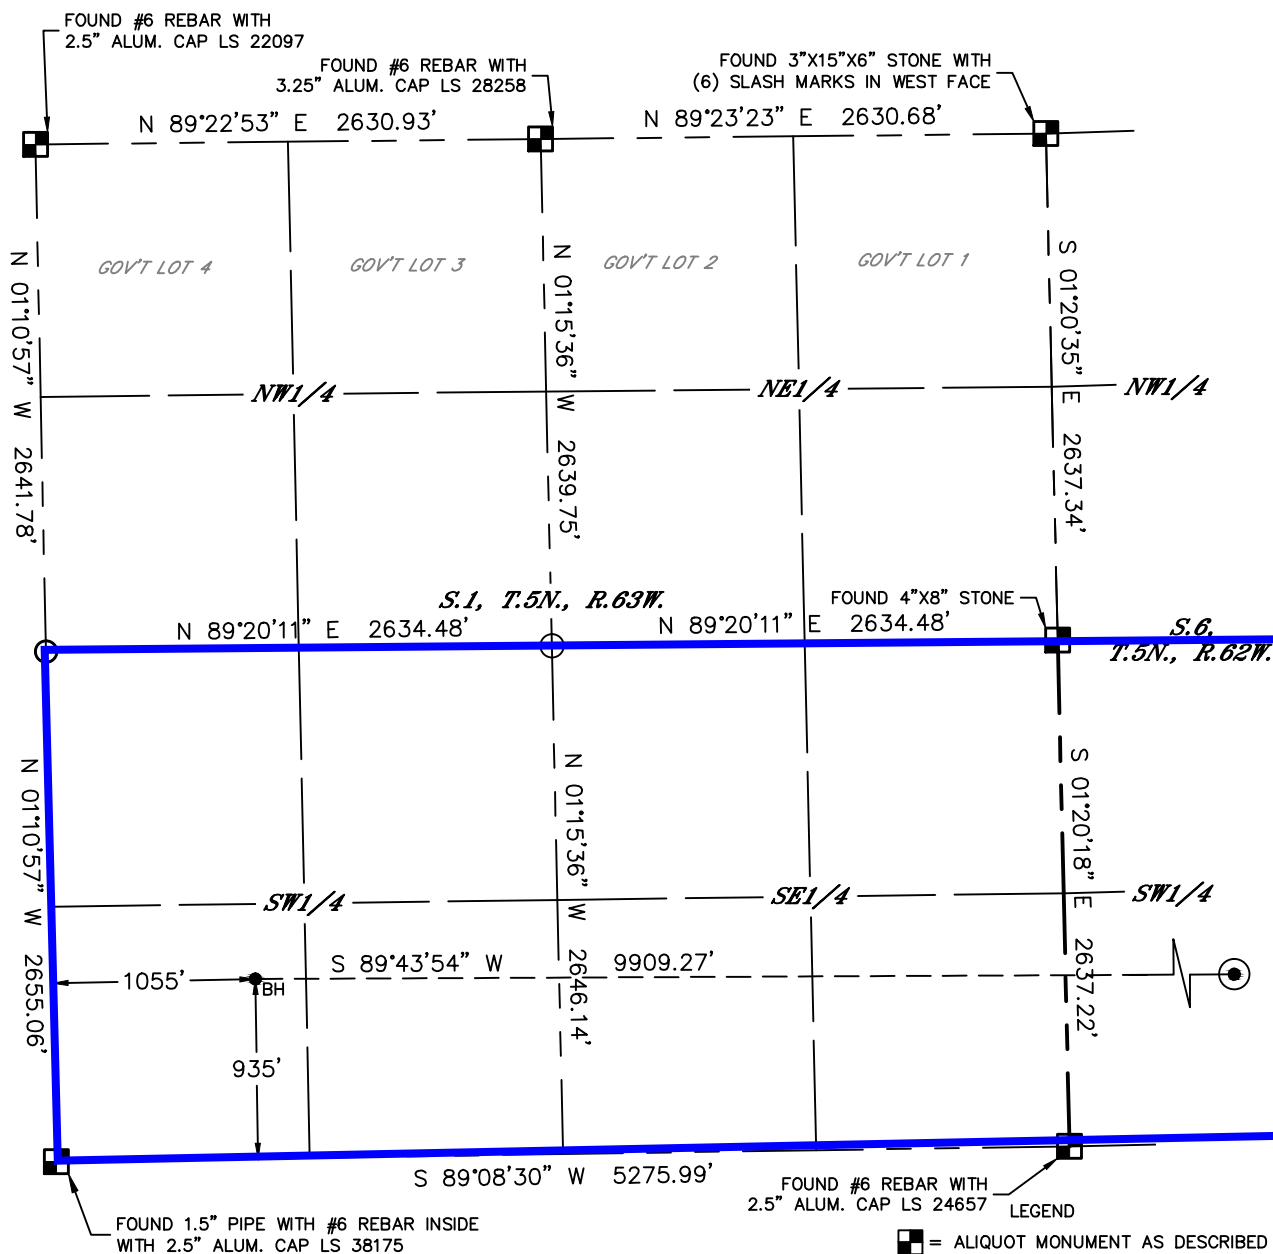 FOUND #6 REBAR WITH
2.5" ALUM. CAP LS 22097
FOUND #6 REBAR WITH
3.25" ALUM. CAP LS 28258
FOUND 3"X15"X6" STONE WITH
(6) SLASH MARKS IN WEST FACE
N 89°22'53" E 2630.93'
N 89°23'23" E 2630.68'
GOV'T LOT 4
GOV'T LOT 3
GOV'T LOT 2
GOV'T LOT 1
N 01°10'57" W 2641.78'
N 01°15'36" W 2639.75'
S 01°20'35" E 2637.34'
NW1/4
NE1/4
NW1/4
S.1, T.5N., R.63W.
FOUND 4"X8" STONE
N 89°20'11" E 2634.48'
N 89°20'11" E 2634.48'
S.6,
T.5N., R.62W.
N 01°10'57" W 2655.06'
N 01°15'36" W 2646.14'
S 01°20'18" E 2637.22'
SW1/4
SE1/4
SW1/4
S 89°43'54" W 9909.27'
1055'
BH
935'
S 89°08'30" W 5275.99'
FOUND #6 REBAR WITH
2.5" ALUM. CAP LS 24657
LEGEND
FOUND 1.5" PIPE WITH #6 REBAR INSIDE
WITH 2.5" ALUM. CAP LS 38175
= ALIQUOT MONUMENT AS DESCRIBED